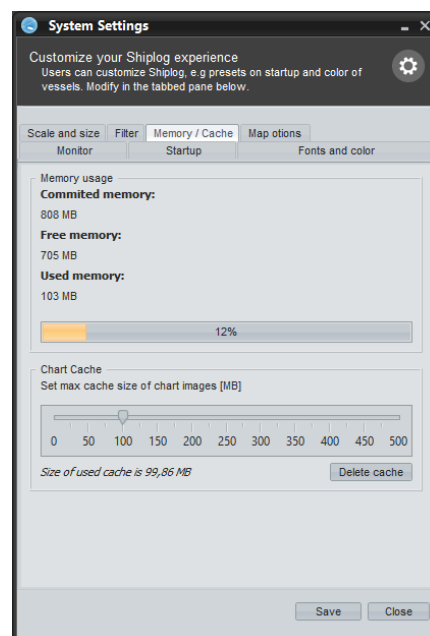 System Settings
Customize your Shiplog experience
Users can customize Shiplog, e.g presets on startup and color of
vessels. Modify in the tabbed pane below.
Scale and size Filter Memory / Cache Map otions
Monitor Startup Fonts and color
Memory usage
Commited memory:
808 MB
Free memory:
705 MB
Used memory:
103 MB
12%
Chart Cache
Set max cache size of chart images [MB]
0 50 100 150 200 250 300 350 400 450 500
Size of used cache is 99,86 MB
Delete cache
Save Close